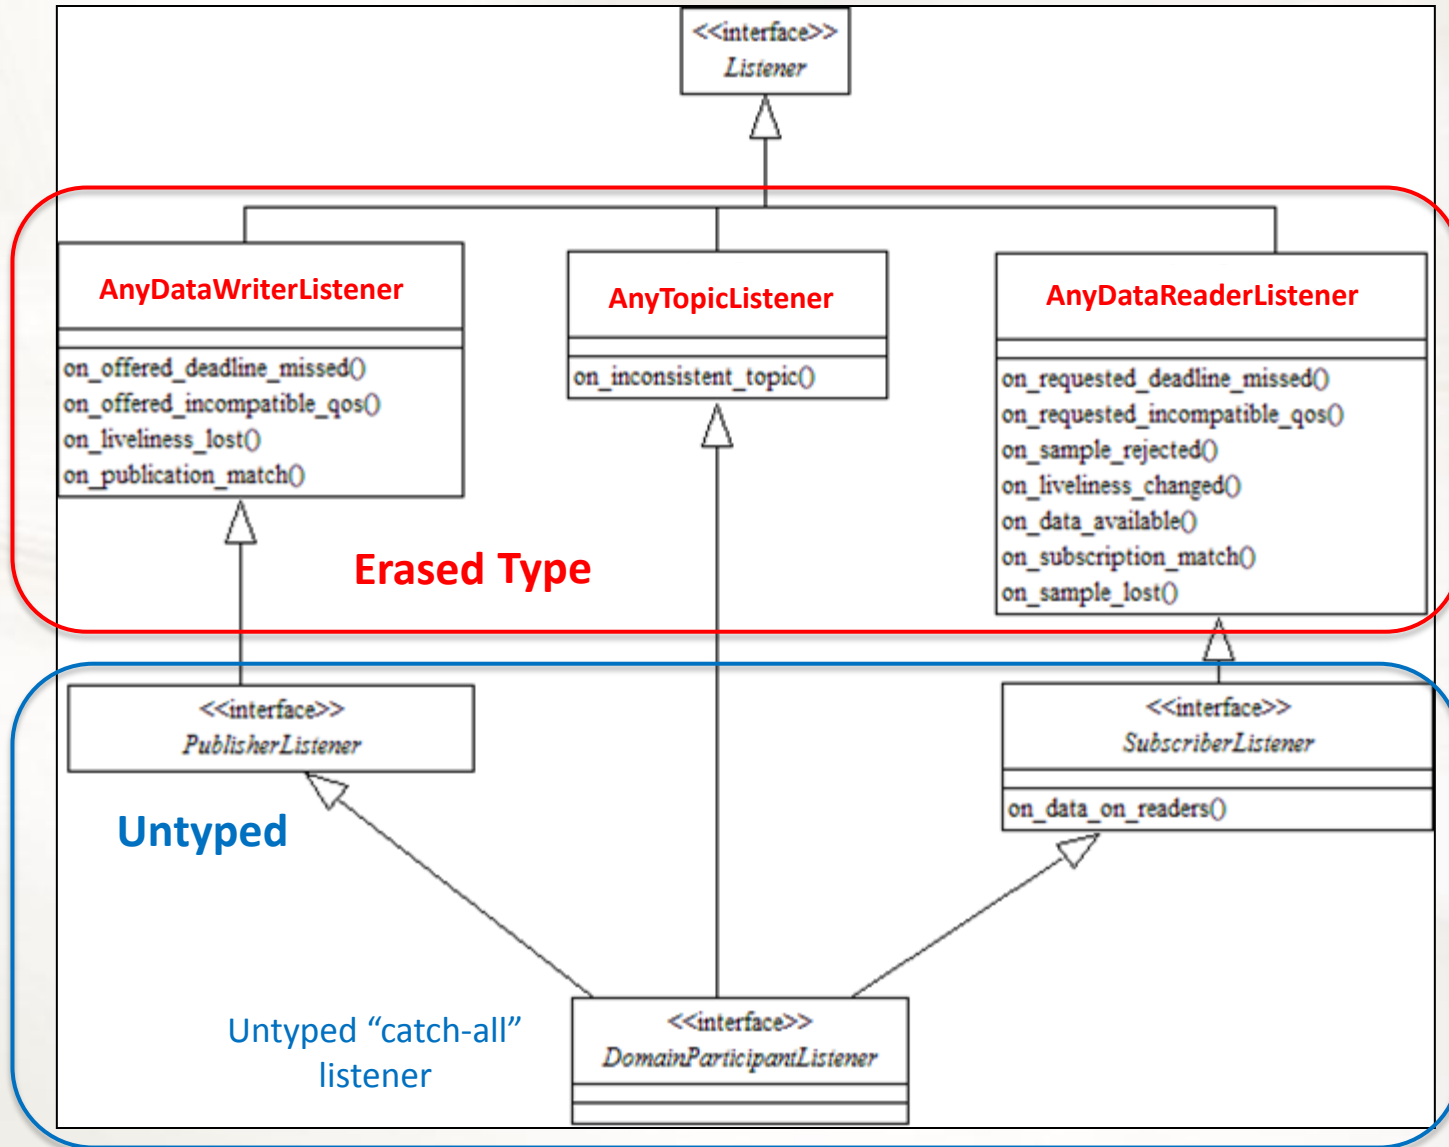 <<interface>>
Listener
AnyDataWriterListener
on_offered_deadline_missed()
on_offered_incompatible_qos()
on_liveliness_lost()
on_publication_match()
AnyTopicListener
on_inconsistent_topic()
AnyDataReaderListener
on_requested_deadline_missed()
on_requested_incompatible_qos()
on_sample_rejected()
on_liveliness_changed()
on_data_available()
on_subscription_match()
on_sample_lost()
Erased Type
<<interface>>
PublisherListener
<<interface>>
SubscriberListener
on_data_on_readers()
Untyped
Untyped “catch-all”
listener
<<interface>>
DomainParticipantListener